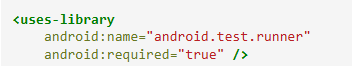 <uses-library
android:name="android.test.runner"
android:required="true" />